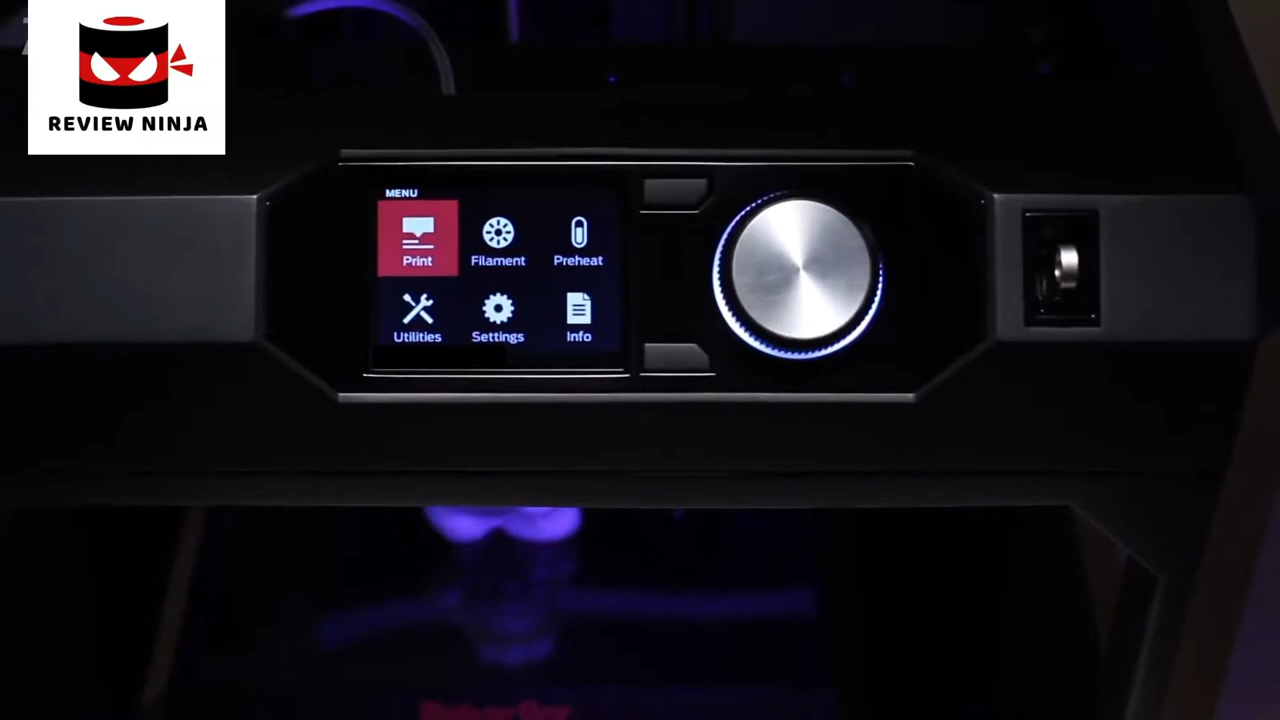 REVIEW NINJA
MENU
Print Filament Preheat
Utilities Settings Info